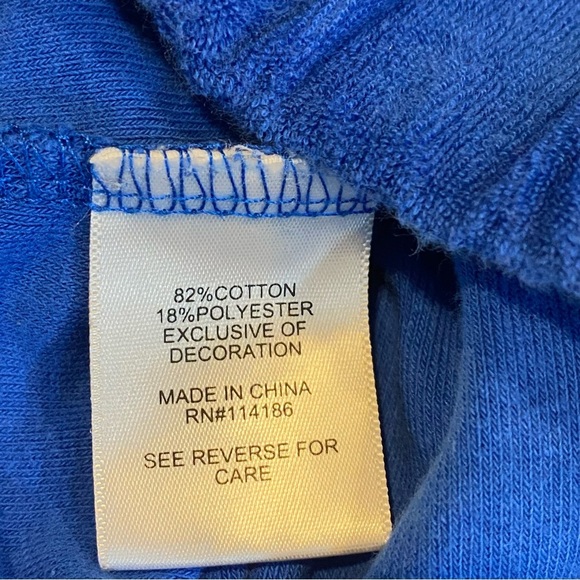 82%COTTON
18%POLYESTER
EXCLUSIVE OF
DECORATION
MADE IN CHINA
RN#114186
SEE REVERSE FOR
CARE